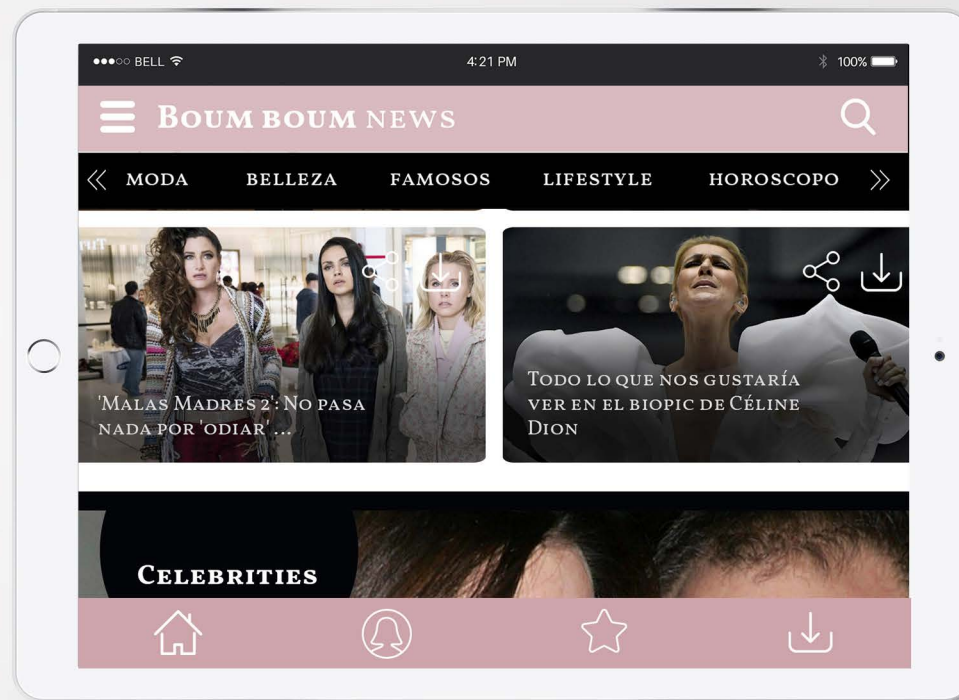 BELL 4:21 PM 100%
BOUM BOUM NEWS
MODA BELLEZA FAMOSOS LIFESTYLE HOROSCOPO
'MALAS MADRES 2': NO PASA
NADA POR 'ODIAR' ...
TODO LO QUE NOS GUSTARÍA
VER EN EL BIOPIC DE CÉLINE
DION
CELEBRITIES